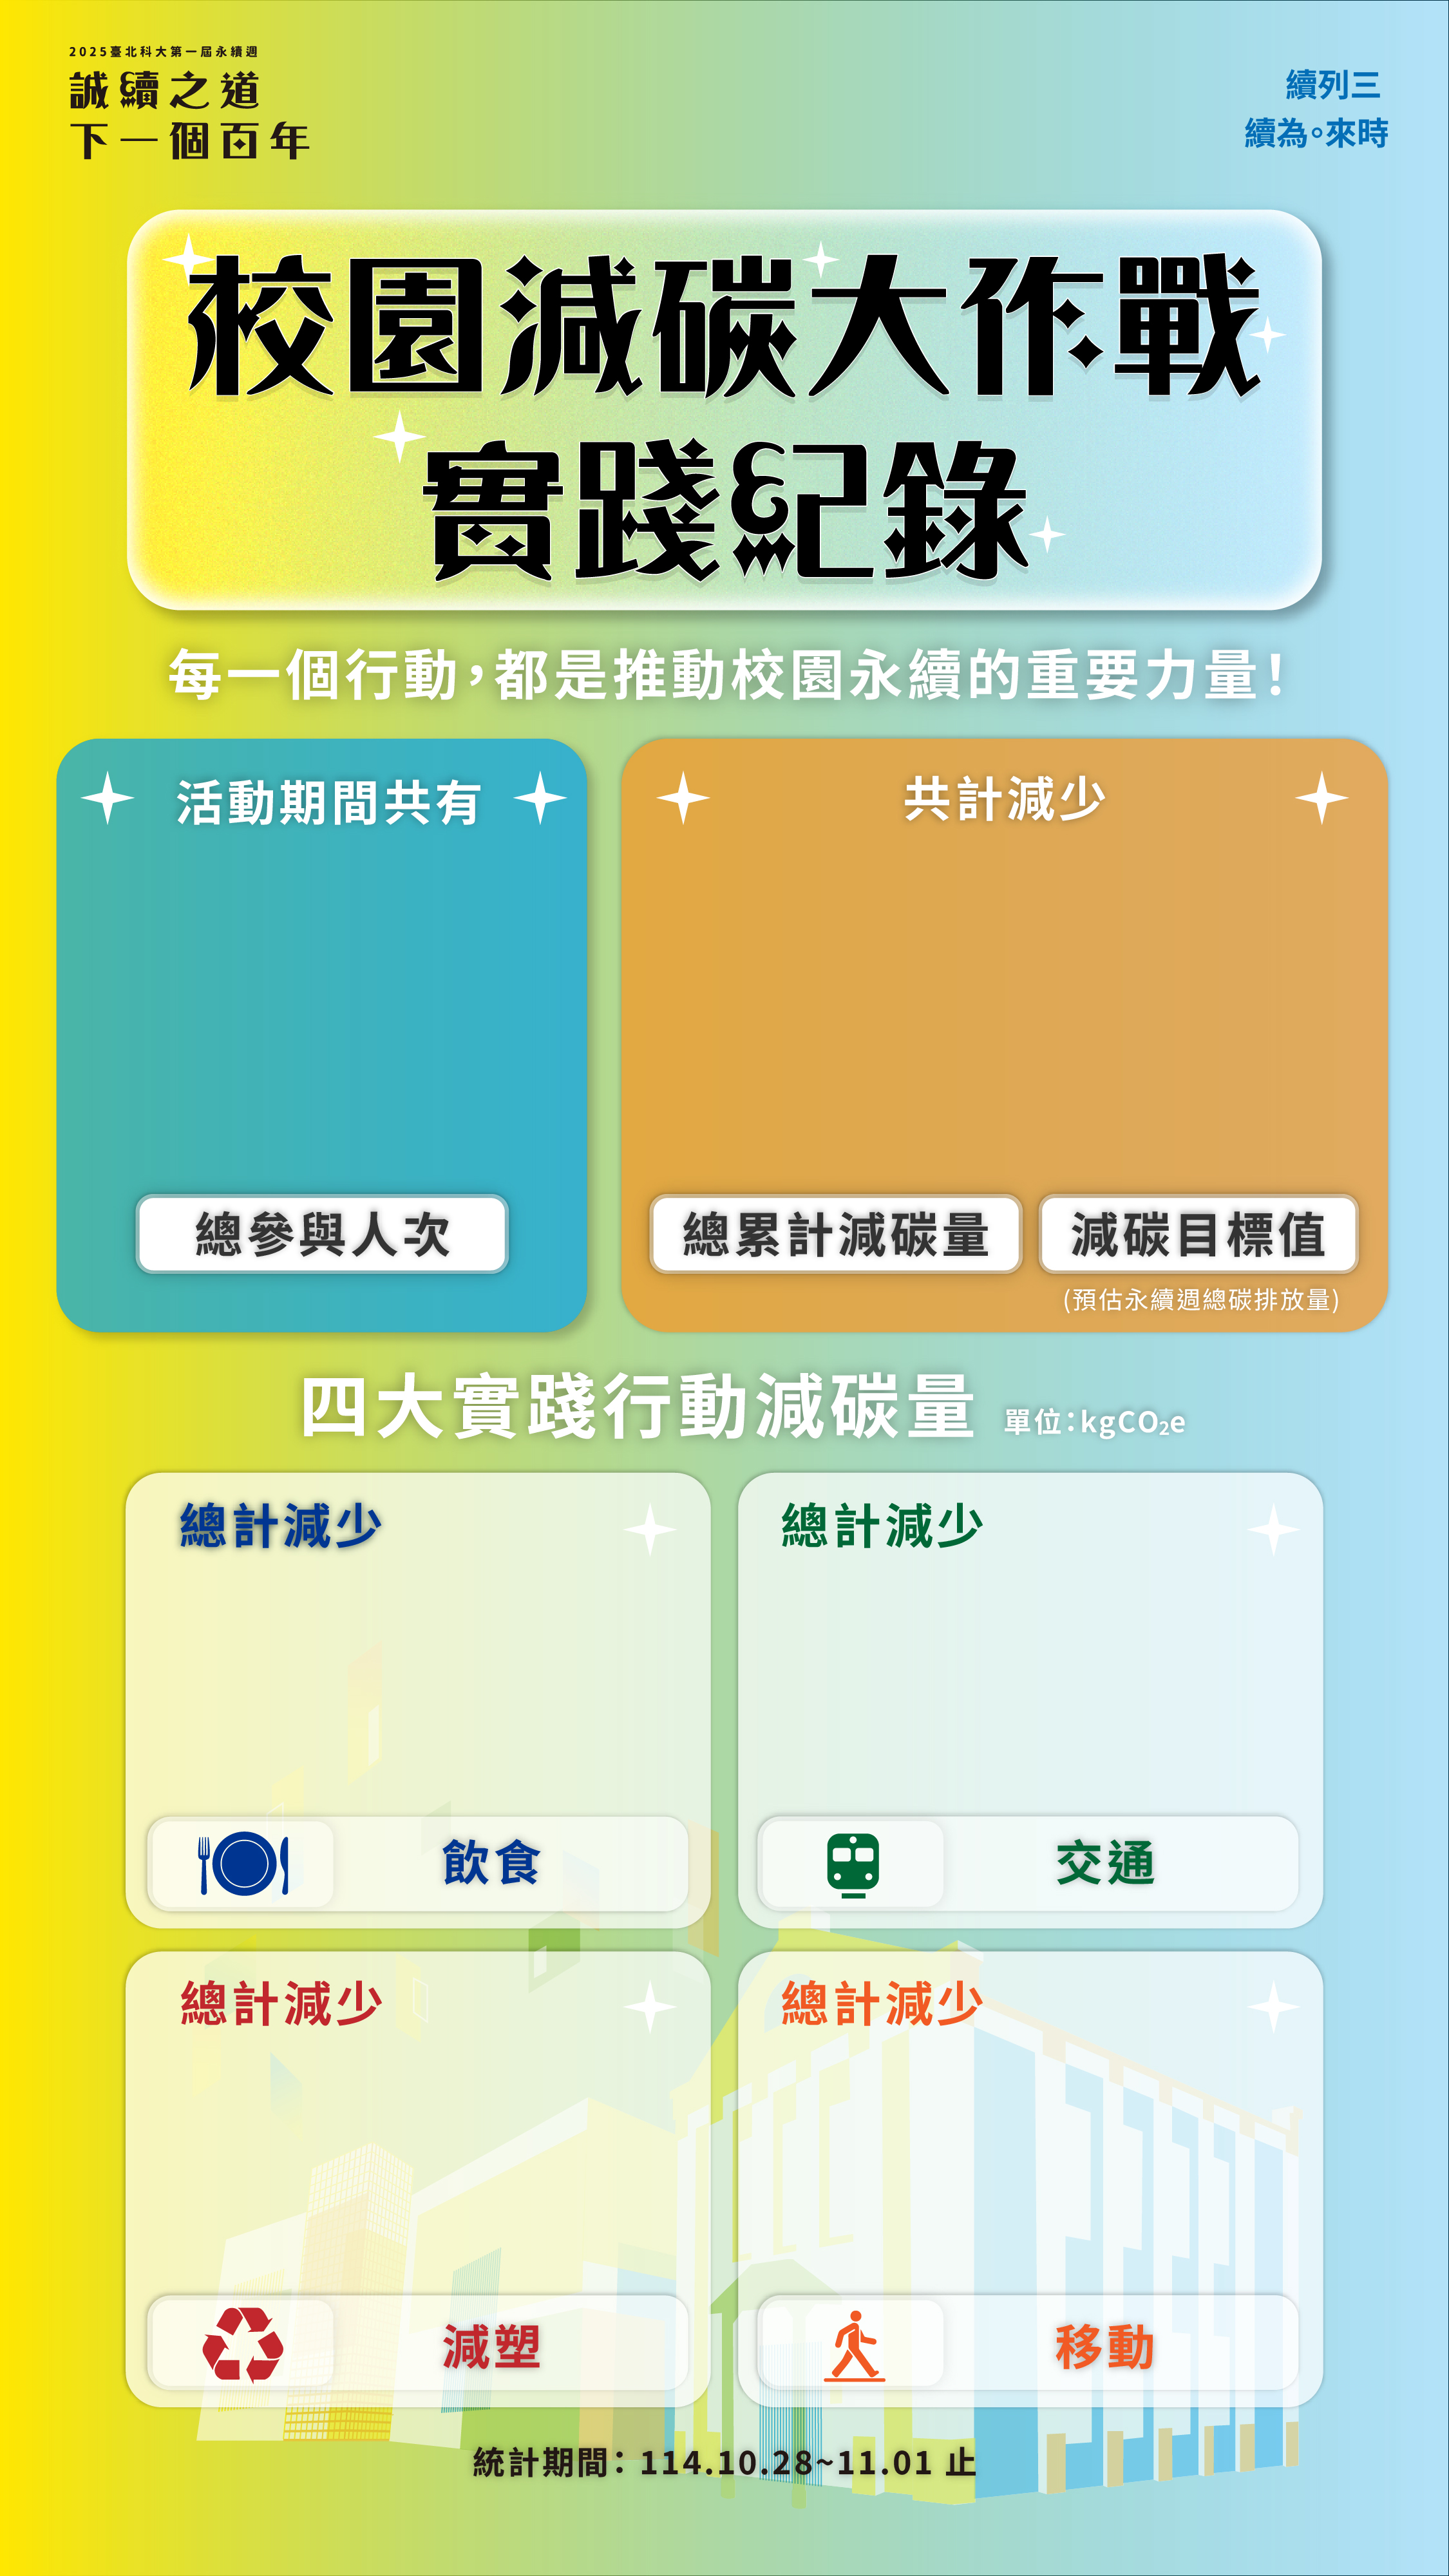 2025臺北科大第一屆永續週
誠續之道
下一個百年
續列三
續為。來時
校園減碳大作戰
實踐紀錄
每一個行動，都是推動校園永續的重要力量！
活動期間共有
共計減少
總參與人次
總累計減碳量
減碳目標值
(預估永續週總碳排放量)
四大實踐行動減碳量 單位：kgCO₂e
總計減少
總計減少
飲食
交通
總計減少
總計減少
減塑
移動
統計期間：114.10.28~11.01 止